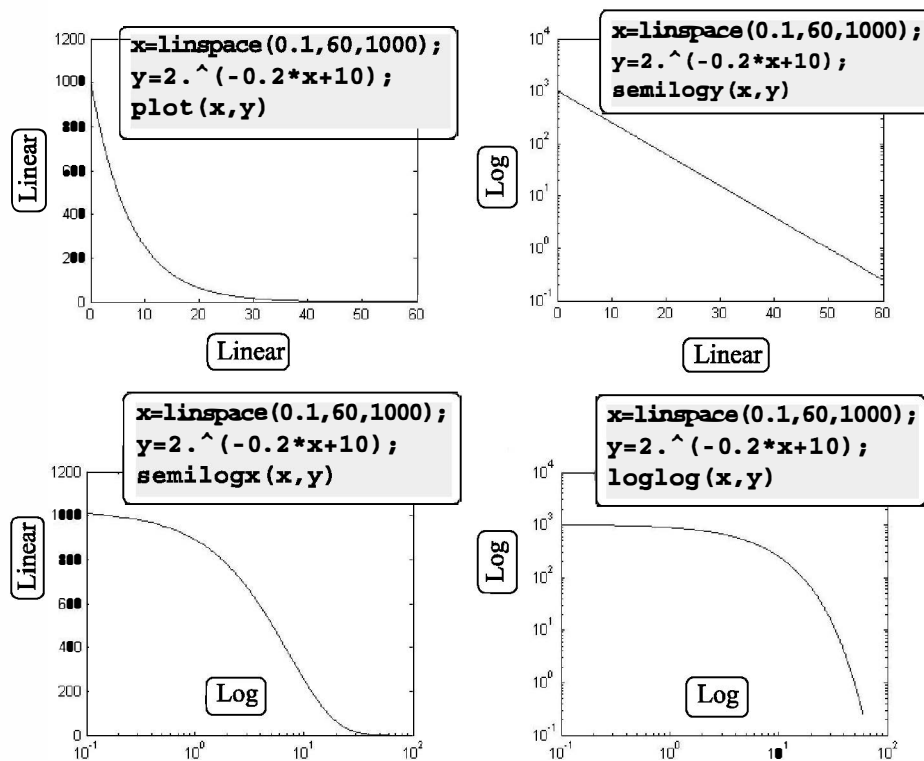 x=linspace(0.1,60,1000);
y=2.^(-0.2*x+10);
plot(x,y)
1200
1000
800
600
400
200
0
Linear
0 10 20 30 40 50 60
Linear
x=linspace(0.1,60,1000);
y=2.^(-0.2*x+10);
semilogy(x,y)
10^4
10^3
10^2
10^1
10^0
10^-1
Log
0 10 20 30 40 50 60
Linear
x=linspace(0.1,60,1000);
y=2.^(-0.2*x+10);
semilogx(x,y)
1200
1000
800
600
400
200
0
Linear
Log
10^-1 10^0 10^1 10^2
x=linspace(0.1,60,1000);
y=2.^(-0.2*x+10);
loglog(x,y)
10^4
10^3
10^2
10^1
10^0
10^-1
Log
Log
10^-1 10^0 10^1 10^2